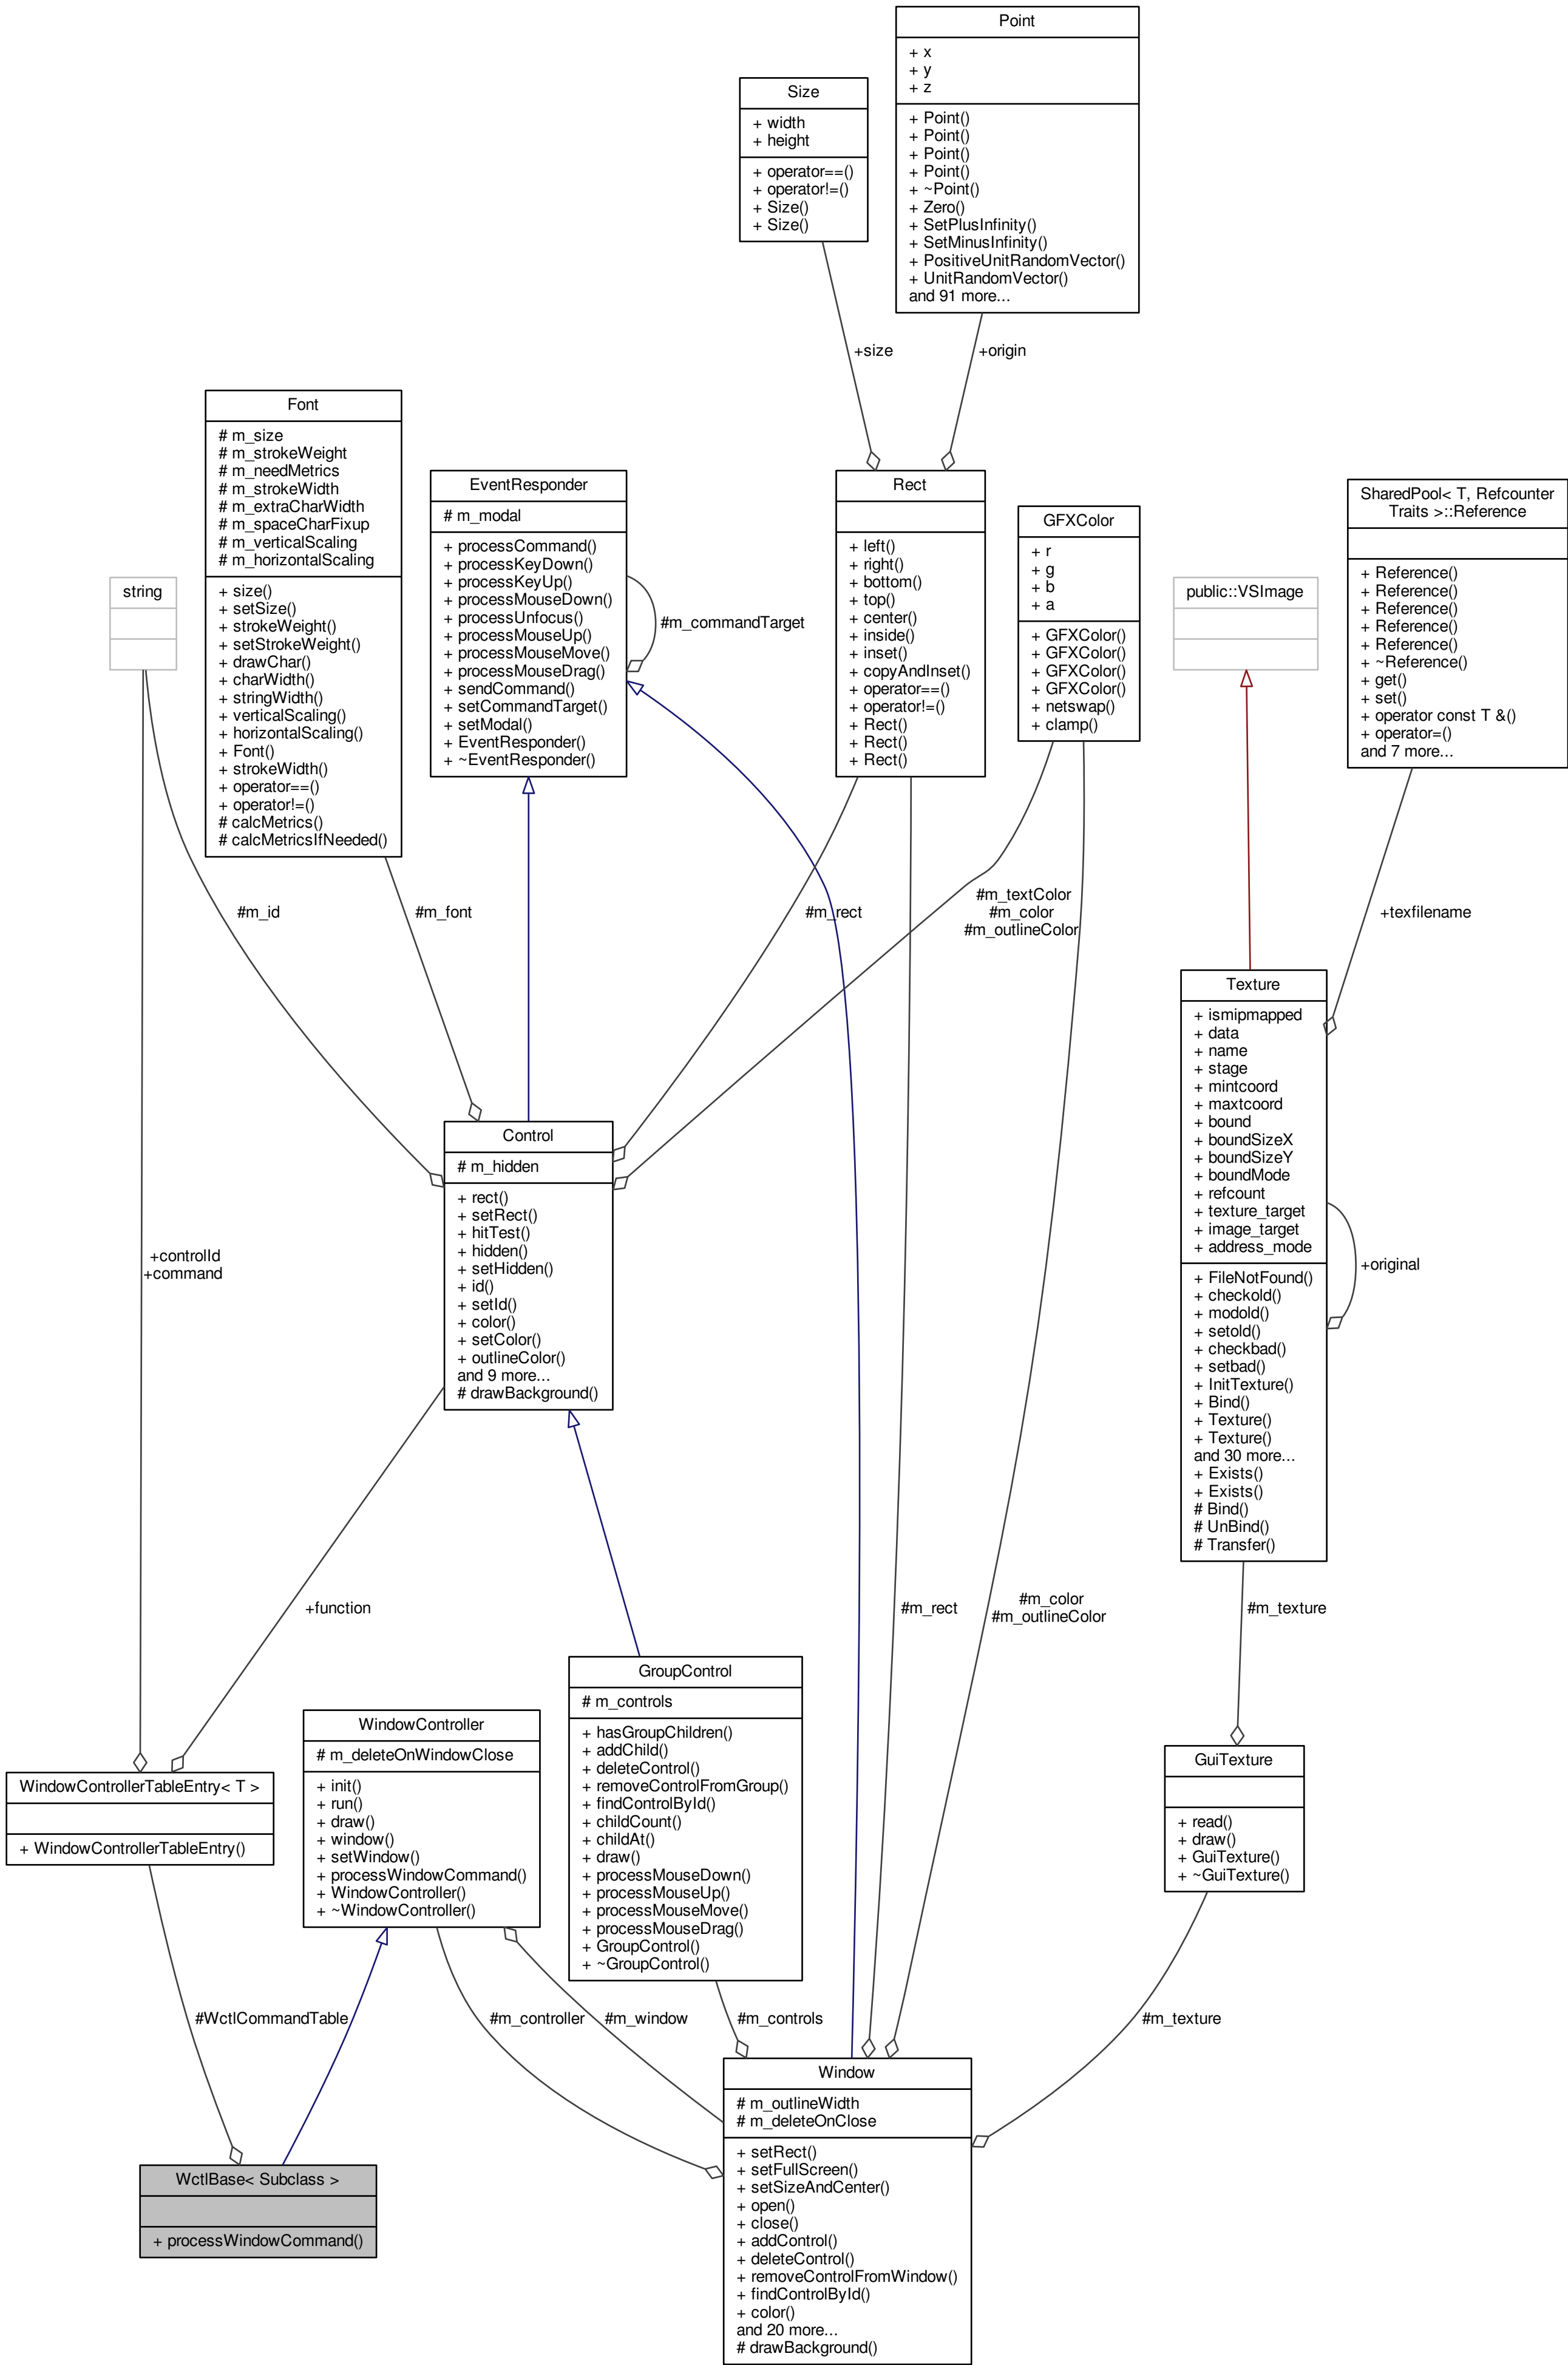 Point
+ x
+ y
+ z
+ Point()
+ Point()
+ Point()
+ Point()
+ ~Point()
+ Zero()
+ SetPlusInfinity()
+ SetMinusInfinity()
+ PositiveUnitRandomVector()
+ UnitRandomVector()
and 91 more...
Size
+ width
+ height
+ operator==()
+ operator!=()
+ Size()
+ Size()
+size
+origin
Font
# m_size
# m_strokeWeight
# m_needMetrics
# m_strokeWidth
# m_extraCharWidth
# m_spaceCharFixup
# m_verticalScaling
# m_horizontalScaling
+ size()
+ setSize()
+ strokeWeight()
+ setStrokeWeight()
+ drawChar()
+ charWidth()
+ stringWidth()
+ verticalScaling()
+ horizontalScaling()
+ Font()
+ strokeWidth()
+ operator==()
+ operator!=()
# calcMetrics()
# calcMetricsIfNeeded()
EventResponder
# m_modal
+ processCommand()
+ processKeyDown()
+ processKeyUp()
+ processMouseDown()
+ processUnfocus()
+ processMouseUp()
+ processMouseMove()
+ processMouseDrag()
+ sendCommand()
+ setCommandTarget()
+ setModal()
+ EventResponder()
+ ~EventResponder()
#m_commandTarget
Rect
+ left()
+ right()
+ bottom()
+ top()
+ center()
+ inside()
+ inset()
+ copyAndInset()
+ operator==()
+ operator!=()
+ Rect()
+ Rect()
+ Rect()
GFXColor
+ r
+ g
+ b
+ a
+ GFXColor()
+ GFXColor()
+ GFXColor()
+ GFXColor()
+ netswap()
+ clamp()
SharedPool< T, Refcounter
Traits >::Reference
+ Reference()
+ Reference()
+ Reference()
+ Reference()
+ Reference()
+ ~Reference()
+ get()
+ set()
+ operator const T &()
+ operator=()
and 7 more...
string
public::VSImage
#m_id
#m_font
#m_rect
#m_textColor
#m_color
#m_outlineColor
+texfilename
Texture
+ ismipmapped
+ data
+ name
+ stage
+ mintcoord
+ maxtcoord
+ bound
+ boundSizeX
+ boundSizeY
+ boundMode
+ refcount
+ texture_target
+ image_target
+ address_mode
+ FileNotFound()
+ checkold()
+ modold()
+ setold()
+ checkbad()
+ setbad()
+ InitTexture()
+ Bind()
+ Texture()
+ Texture()
and 30 more...
+ Exists()
+ Exists()
# Bind()
# UnBind()
# Transfer()
+original
Control
# m_hidden
+ rect()
+ setRect()
+ hitTest()
+ hidden()
+ setHidden()
+ id()
+ setId()
+ color()
+ setColor()
+ outlineColor()
and 9 more...
# drawBackground()
+controlId
+command
+function
#m_rect
#m_color
#m_outlineColor
#m_texture
GroupControl
# m_controls
+ hasGroupChildren()
+ addChild()
+ deleteControl()
+ removeControlFromGroup()
+ findControlById()
+ childCount()
+ childAt()
+ draw()
+ processMouseDown()
+ processMouseUp()
+ processMouseMove()
+ processMouseDrag()
+ GroupControl()
+ ~GroupControl()
WindowController
# m_deleteOnWindowClose
+ init()
+ run()
+ draw()
+ window()
+ setWindow()
+ processWindowCommand()
+ WindowController()
+ ~WindowController()
WindowControllerTableEntry< T >
+ WindowControllerTableEntry()
GuiTexture
+ read()
+ draw()
+ GuiTexture()
+ ~GuiTexture()
#WctlCommandTable
#m_controller
#m_window
#m_controls
#m_texture
Window
# m_outlineWidth
# m_deleteOnClose
+ setRect()
+ setFullScreen()
+ setSizeAndCenter()
+ open()
+ close()
+ addControl()
+ deleteControl()
+ removeControlFromWindow()
+ findControlById()
+ color()
and 20 more...
# drawBackground()
WctlBase< Subclass >
+ processWindowCommand()